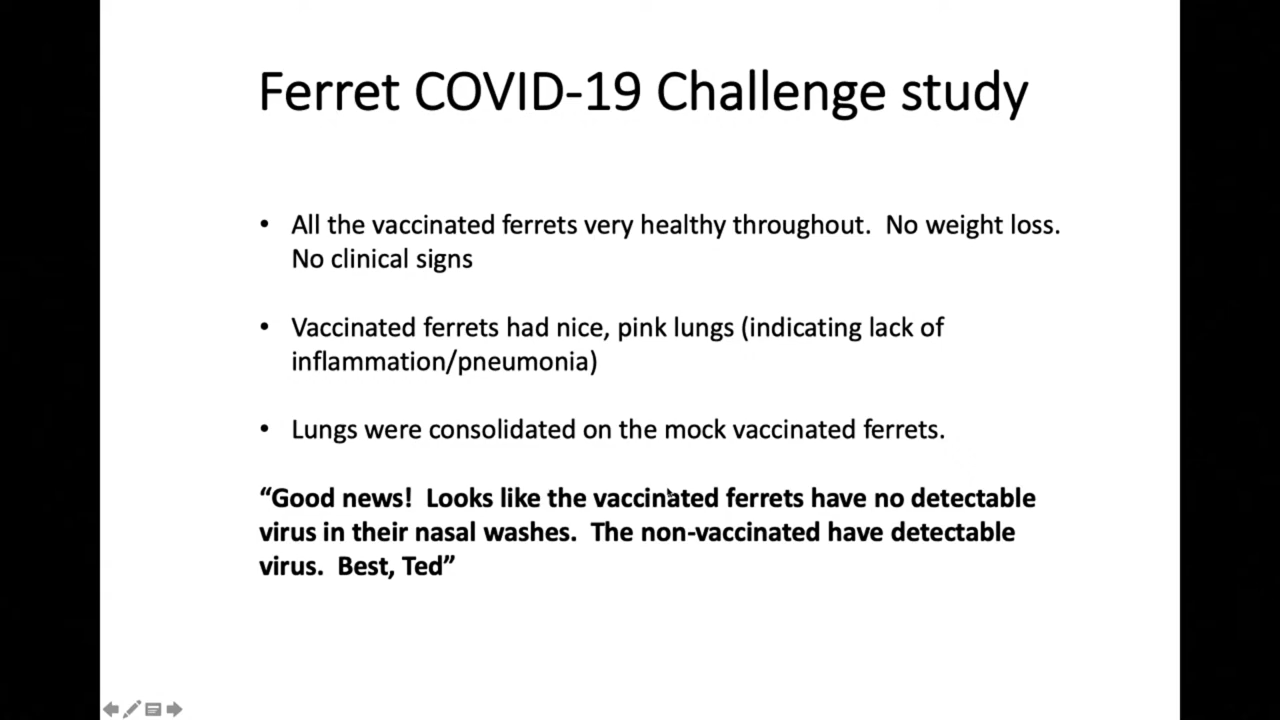 Ferret COVID-19 Challenge study
• All the vaccinated ferrets very healthy throughout.  No weight loss.
No clinical signs
• Vaccinated ferrets had nice, pink lungs (indicating lack of
inflammation/pneumonia)
• Lungs were consolidated on the mock vaccinated ferrets.
“Good news!  Looks like the vaccinated ferrets have no detectable
virus in their nasal washes.  The non-vaccinated have detectable
virus.  Best, Ted”